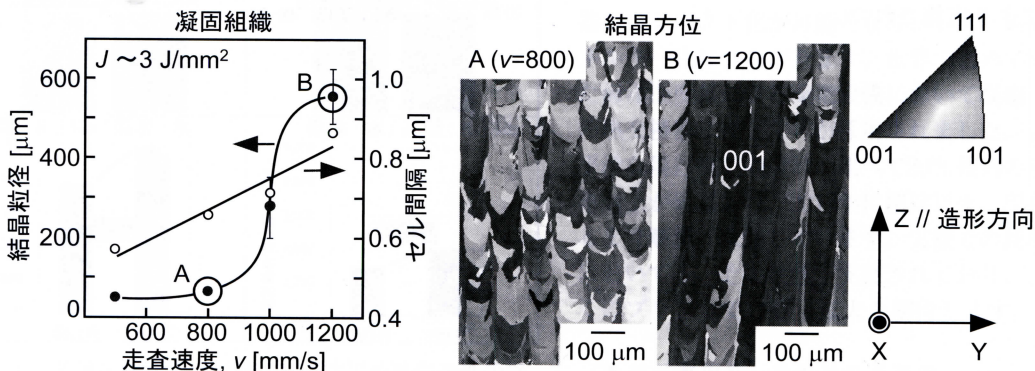 凝固組織
J ～3 J/mm²
結晶粒径 [μm]
600
400
200
0
A
B
1.0
0.8
0.6
0.4
セル間隔 [μm]
600 800 1000 1200
走査速度, v [mm/s]
結晶方位
A (v=800)
100 μm
B (v=1200)
001
100 μm
111
001 101
Z // 造形方向
X Y